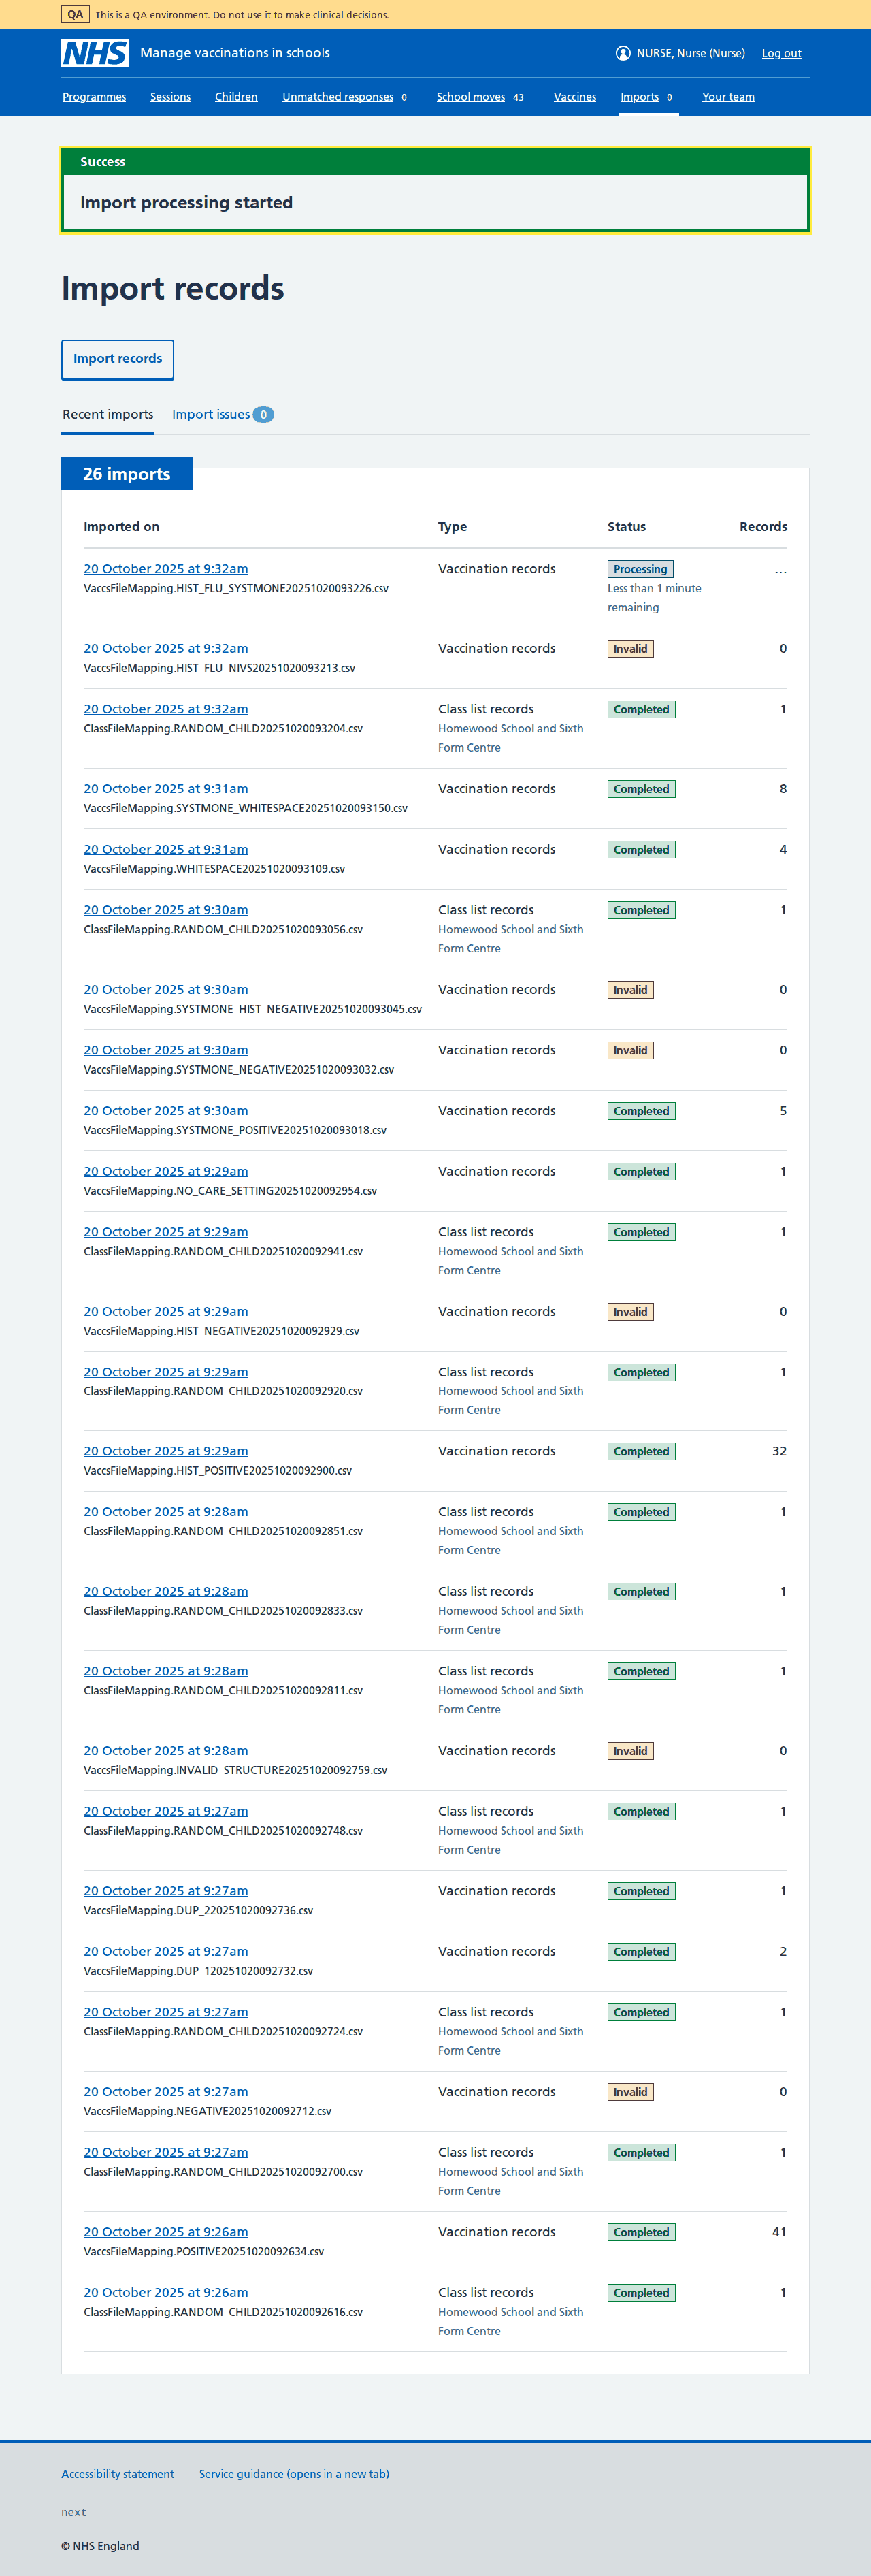 QA This is a QA environment. Do not use it to make clinical decisions.
NHS Manage vaccinations in schools NURSE, Nurse (Nurse) Log out
Programmes Sessions Children Unmatched responses 0 School moves 43 Vaccines Imports 0 Your team
Success
Import processing started
Import records
Import records
Recent imports Import issues 0
26 imports
Imported on Type Status Records
20 October 2025 at 9:32am Vaccination records Processing ...
VaccsFileMapping.HIST_FLU_SYSTMONE20251020093226.csv Less than 1 minute
remaining
20 October 2025 at 9:32am Vaccination records Invalid 0
VaccsFileMapping.HIST_FLU_NIVS20251020093213.csv
20 October 2025 at 9:32am Class list records Completed 1
ClassFileMapping.RANDOM_CHILD20251020093204.csv Homewood School and Sixth
Form Centre
20 October 2025 at 9:31am Vaccination records Completed 8
VaccsFileMapping.SYSTMONE_WHITESPACE20251020093150.csv
20 October 2025 at 9:31am Vaccination records Completed 4
VaccsFileMapping.WHITESPACE20251020093109.csv
20 October 2025 at 9:30am Class list records Completed 1
ClassFileMapping.RANDOM_CHILD20251020093056.csv Homewood School and Sixth
Form Centre
20 October 2025 at 9:30am Vaccination records Invalid 0
VaccsFileMapping.SYSTMONE_HIST_NEGATIVE20251020093045.csv
20 October 2025 at 9:30am Vaccination records Invalid 0
VaccsFileMapping.SYSTMONE_NEGATIVE20251020093032.csv
20 October 2025 at 9:30am Vaccination records Completed 5
VaccsFileMapping.SYSTMONE_POSITIVE20251020093018.csv
20 October 2025 at 9:29am Vaccination records Completed 1
VaccsFileMapping.NO_CARE_SETTING20251020092954.csv
20 October 2025 at 9:29am Class list records Completed 1
ClassFileMapping.RANDOM_CHILD20251020092941.csv Homewood School and Sixth
Form Centre
20 October 2025 at 9:29am Vaccination records Invalid 0
VaccsFileMapping.HIST_NEGATIVE20251020092929.csv
20 October 2025 at 9:29am Class list records Completed 1
ClassFileMapping.RANDOM_CHILD20251020092920.csv Homewood School and Sixth
Form Centre
20 October 2025 at 9:29am Vaccination records Completed 32
VaccsFileMapping.HIST_POSITIVE20251020092900.csv
20 October 2025 at 9:28am Class list records Completed 1
ClassFileMapping.RANDOM_CHILD20251020092851.csv Homewood School and Sixth
Form Centre
20 October 2025 at 9:28am Class list records Completed 1
ClassFileMapping.RANDOM_CHILD20251020092833.csv Homewood School and Sixth
Form Centre
20 October 2025 at 9:28am Class list records Completed 1
ClassFileMapping.RANDOM_CHILD20251020092811.csv Homewood School and Sixth
Form Centre
20 October 2025 at 9:28am Vaccination records Invalid 0
VaccsFileMapping.INVALID_STRUCTURE20251020092759.csv
20 October 2025 at 9:27am Class list records Completed 1
ClassFileMapping.RANDOM_CHILD20251020092748.csv Homewood School and Sixth
Form Centre
20 October 2025 at 9:27am Vaccination records Completed 1
VaccsFileMapping.DUP_220251020092736.csv
20 October 2025 at 9:27am Vaccination records Completed 2
VaccsFileMapping.DUP_120251020092732.csv
20 October 2025 at 9:27am Class list records Completed 1
ClassFileMapping.RANDOM_CHILD20251020092724.csv Homewood School and Sixth
Form Centre
20 October 2025 at 9:27am Vaccination records Invalid 0
VaccsFileMapping.NEGATIVE20251020092712.csv
20 October 2025 at 9:27am Class list records Completed 1
ClassFileMapping.RANDOM_CHILD20251020092700.csv Homewood School and Sixth
Form Centre
20 October 2025 at 9:26am Vaccination records Completed 41
VaccsFileMapping.POSITIVE20251020092634.csv
20 October 2025 at 9:26am Class list records Completed 1
ClassFileMapping.RANDOM_CHILD20251020092616.csv Homewood School and Sixth
Form Centre
Accessibility statement Service guidance (opens in a new tab)
next
© NHS England